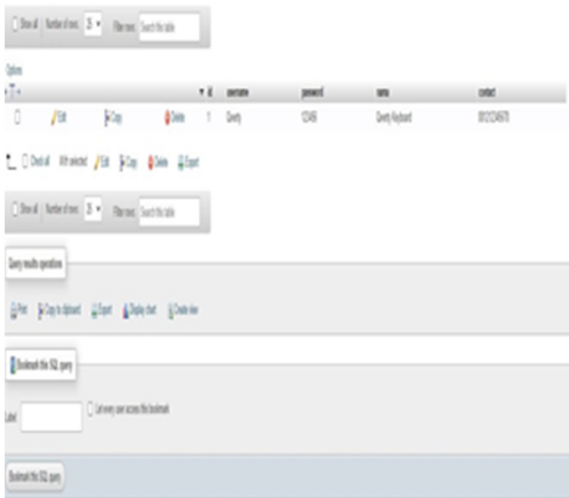 Show all Number of rows: 25 Filter rows: Search this table
Options
id username password name contact
Edit Copy Delete 1 Qwerty 123456 Qwerty Keyboard
Check all With selected: Edit Copy Delete Export
Show all Number of rows: 25 Filter rows: Search this table
Query results operations
Print Copy to clipboard Export Display chart Create view
Bookmark this SQL query
Label: Let every user access this bookmark
Bookmark this SQL query